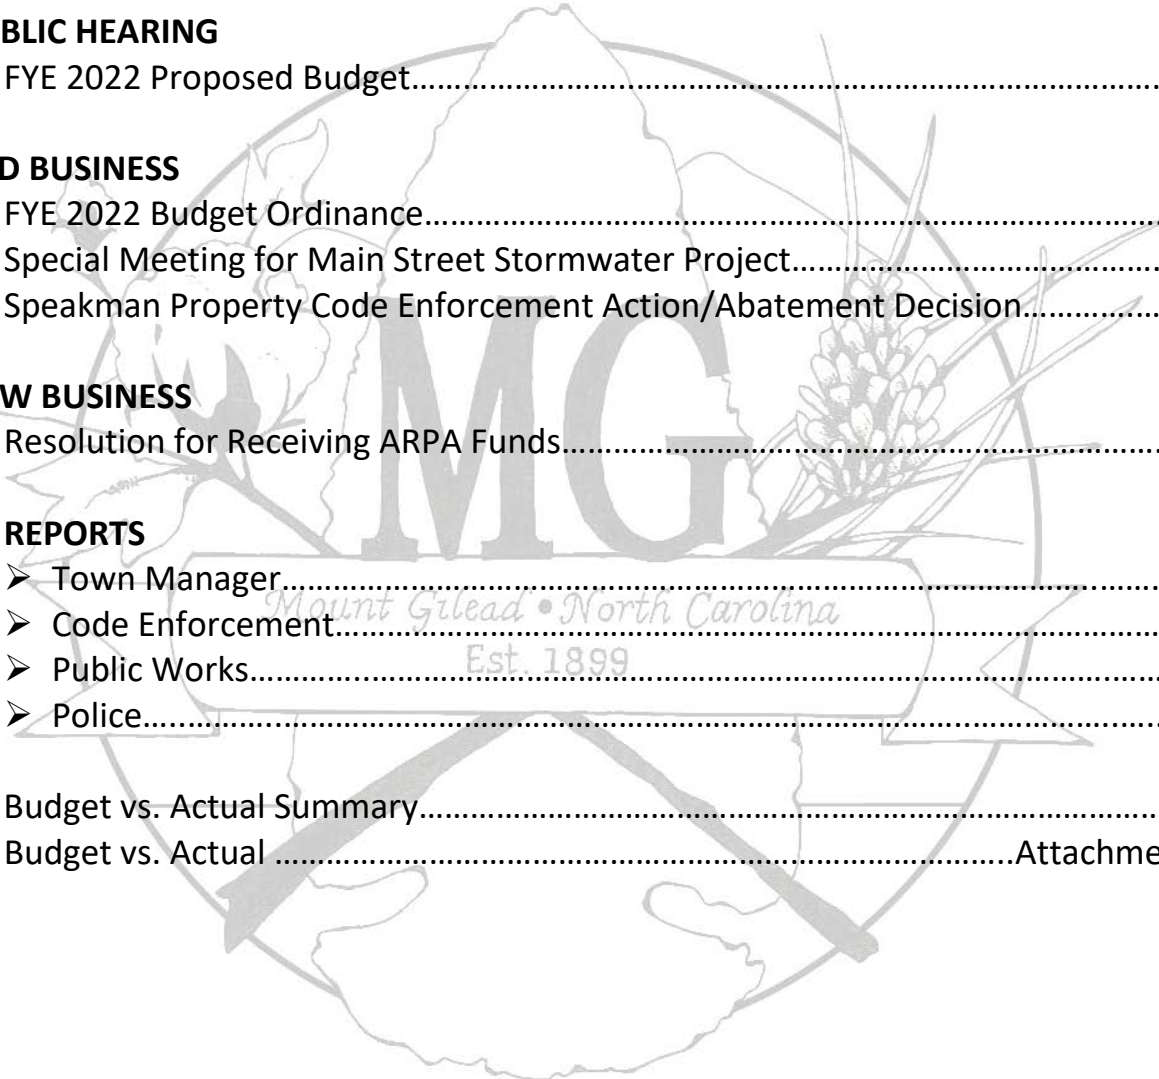 BLIC HEARING
FYE 2022 Proposed Budget……………………………………………………………………………
D BUSINESS
FYE 2022 Budget Ordinance……………………………………………………………………………
Special Meeting for Main Street Stormwater Project……………………………………
Speakman Property Code Enforcement Action/Abatement Decision……………
W BUSINESS
Resolution for Receiving ARPA Funds………………………………………………………………
REPORTS
➢ Town Manager……………………………………………………………………………………………
➢ Code Enforcement………………………………………………………………………………………
➢ Public Works………………………………………………………………………………………………
➢ Police…………………………………………………………………………………………………………
Budget vs. Actual Summary……………………………………………………………………………
Budget vs. Actual ……………………………………………………………………………..Attachme
MG
Mount Gilead • North Carolina
Est. 1899